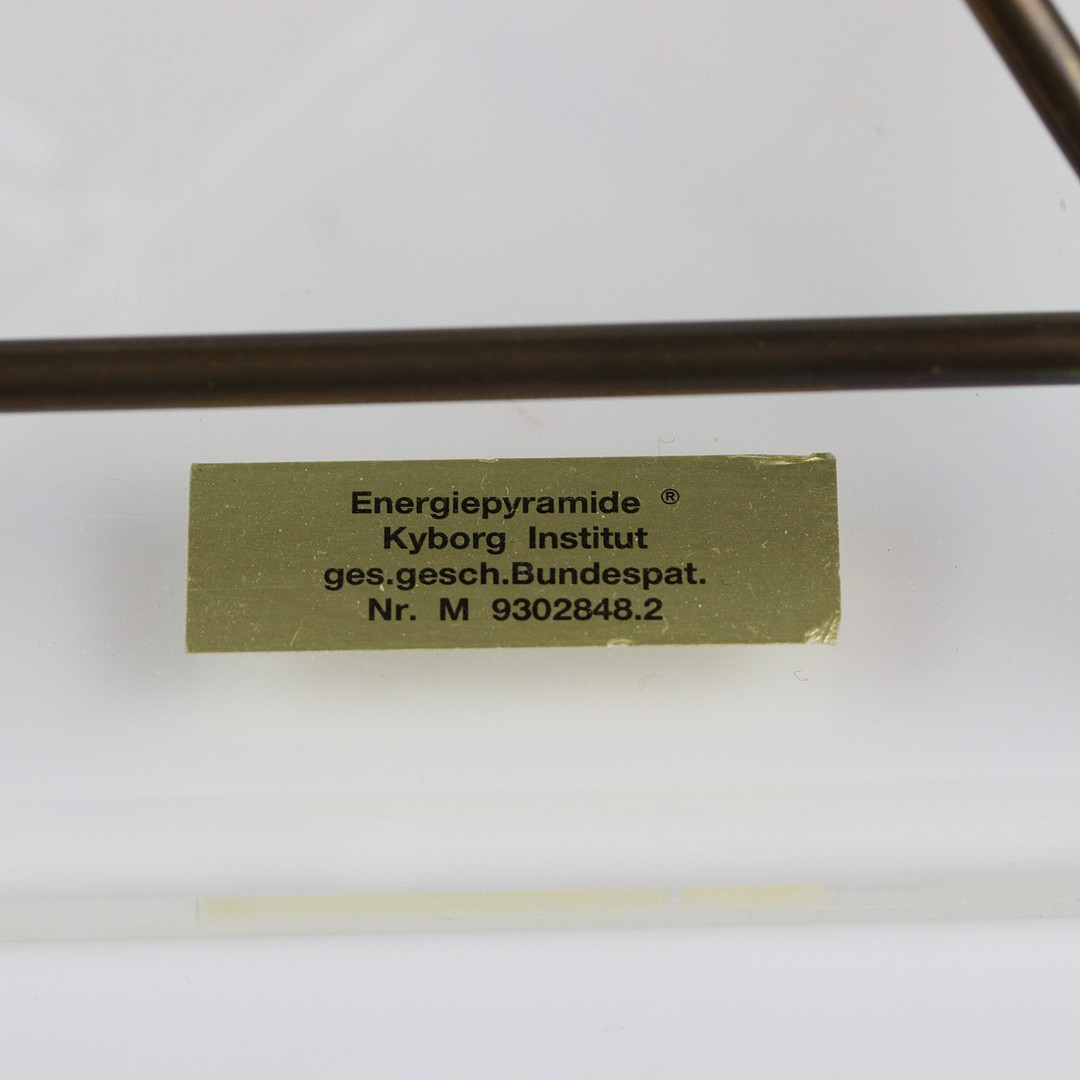 Energiepyramide ®
Kyborg Institut
ges.gesch.Bundespat.
Nr. M 9302848.2